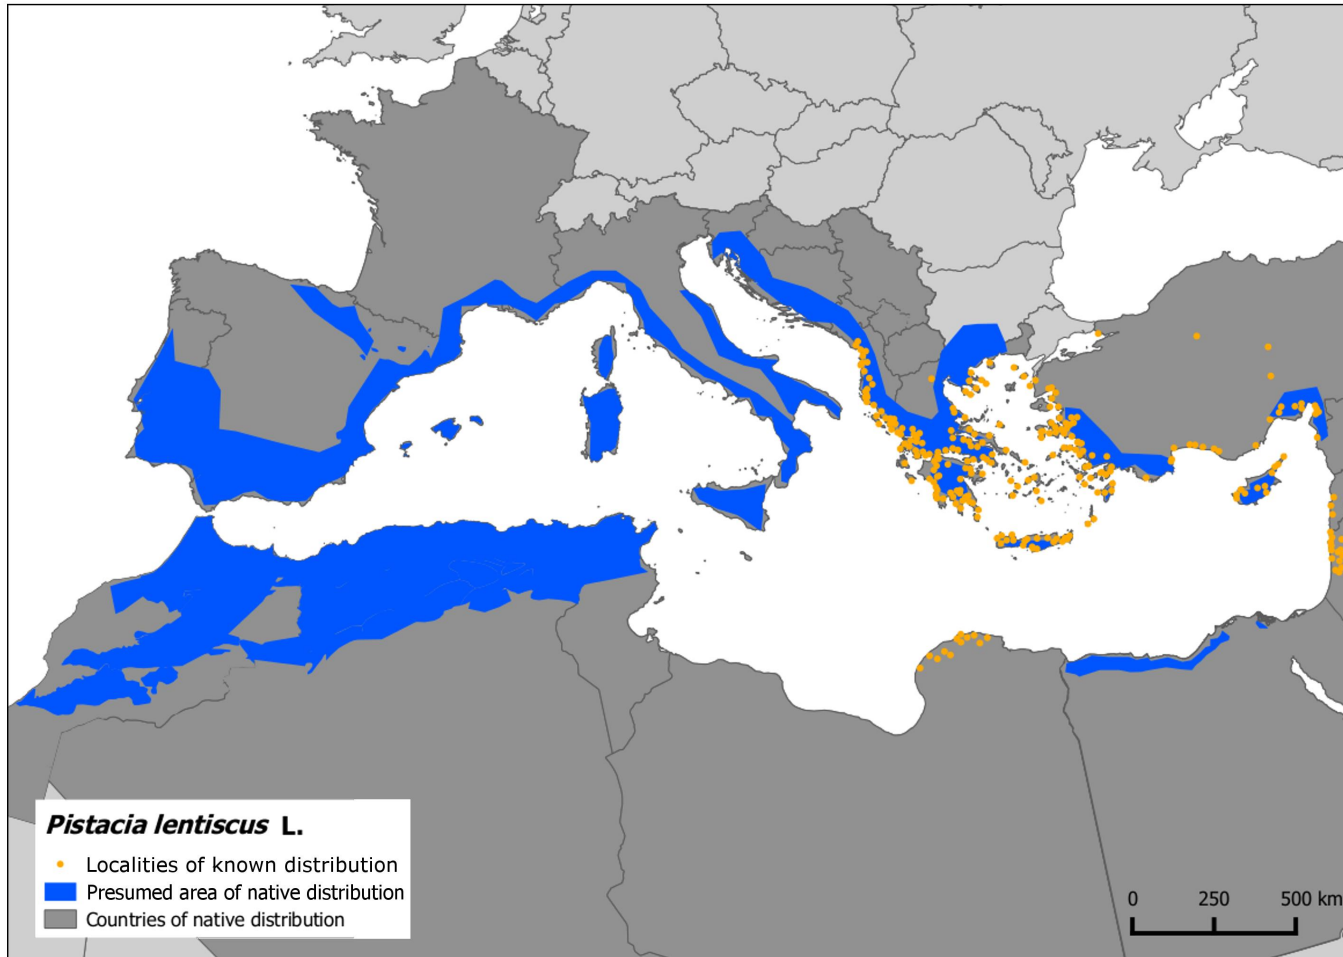 Pistacia lentiscus L.
Localities of known distribution
Presumed area of native distribution
Countries of native distribution
0 250 500 km